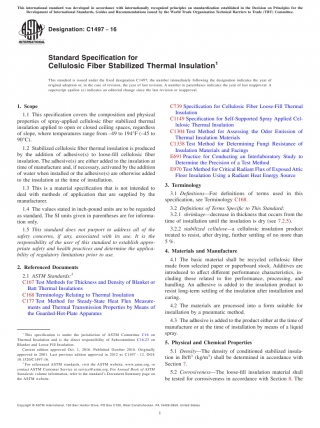 This international standard was developed in accordance with internationally recognized principles on standardization established in the Decision on Principles for the
Development of International Standards, Guides and Recommendations issued by the World Trade Organization Technical Barriers to Trade (TBT) Committee.
Designation: C1497 − 16
INTERNATIONAL
Standard Specification for
Cellulosic Fiber Stabilized Thermal Insulation1
This standard is issued under the fixed designation C1497; the number immediately following the designation indicates the year of
original adoption or, in the case of revision, the year of last revision. A number in parentheses indicates the year of last reapproval. A
superscript epsilon (ε) indicates an editorial change since the last revision or reapproval.
1. Scope
1.1 This specification covers the composition and physical
properties of spray-applied cellulosic fiber stabilized thermal
insulation applied to open or closed ceiling spaces, regardless
of slope, where temperatures range from -49 to 195°F (-45 to
90°C).
1.2 Stabilized cellulosic fiber thermal insulation is produced
by the addition of adhesive(s) to loose-fill cellulosic fiber
insulation. The adhesive(s) are either added to the insulation at
time of manufacture and, if necessary, activated by the addition
of water when installed or the adhesive(s) are otherwise added
to the insulation at the time of installation.
1.3 This is a material specification that is not intended to
deal with methods of application that are supplied by the
manufacturer.
1.4 The values stated in inch-pound units are to be regarded
as standard. The SI units given in parentheses are for informa-
tion only.
1.5 This standard does not purport to address all of the
safety concerns, if any, associated with its use. It is the
responsibility of the user of this standard to establish appro-
priate safety and health practices and determine the applica-
bility of regulatory limitations prior to use.
2. Referenced Documents
2.1 ASTM Standards:2
C167 Test Methods for Thickness and Density of Blanket or
Batt Thermal Insulations
C168 Terminology Relating to Thermal Insulation
C177 Test Method for Steady-State Heat Flux Measure-
ments and Thermal Transmission Properties by Means of
the Guarded-Hot-Plate Apparatus
1 This specification is under the jurisdiction of ASTM Committee C16 on
Thermal Insulation and is the direct responsibility of Subcommittee C16.23 on
Blanket and Loose Fill Insulation.
Current edition approved Oct. 1, 2016. Published October 2016. Originally
approved in 2001. Last previous edition approved in 2012 as C1497 – 12. DOI:
10.1520/C1497-16.
2 For referenced ASTM standards, visit the ASTM website, www.astm.org, or
contact ASTM Customer Service at service@astm.org. For Annual Book of ASTM
Standards volume information, refer to the standard's Document Summary page on
the ASTM website.
C739 Specification for Cellulosic Fiber Loose-Fill Thermal
Insulation
C1149 Specification for Self-Supported Spray Applied Cel-
lulosic Thermal Insulation
C1304 Test Method for Assessing the Odor Emission of
Thermal Insulation Materials
C1338 Test Method for Determining Fungi Resistance of
Insulation Materials and Facings
E691 Practice for Conducting an Interlaboratory Study to
Determine the Precision of a Test Method
E970 Test Method for Critical Radiant Flux of Exposed Attic
Floor Insulation Using a Radiant Heat Energy Source
3. Terminology
3.1 Definitions—For definitions of terms used in this
specification, see Terminology C168.
3.2 Definitions of Terms Specific to This Standard:
3.2.1 shrinkage—decrease in thickness that occurs from the
time of installation until the insulation is dry (see 7.2.5).
3.2.2 stabilized cellulose—a cellulosic insulation product
treated to resist, after drying, further settling of no more than
5 %.
4. Materials and Manufacture
4.1 The basic material shall be recycled cellulosic fiber
made from selected paper or paperboard stock. Additives are
introduced to affect different performance characteristics, in-
cluding those related to fire performance, processing, and
handling. An adhesive is added to the insulation product to
resist long-term settling of the insulation after installation and
curing.
4.2 The materials are processed into a form suitable for
installation by a pneumatic method.
4.3 The adhesive is added to the product either at the time of
manufacture or at the time of installation by means of a liquid
spray.
5. Physical and Chemical Properties
5.1 Density—The density of conditioned stabilized insula-
tion in lb/ft3 (kg/m3) shall be determined in accordance with
Section 7.
5.2 Corrosiveness—The loose-fill insulation material shall
be tested for corrosiveness in accordance with Section 8. The
Copyright © ASTM International, 100 Barr Harbor Drive, PO Box C700, West Conshohocken, PA 19428-2959. United States
1